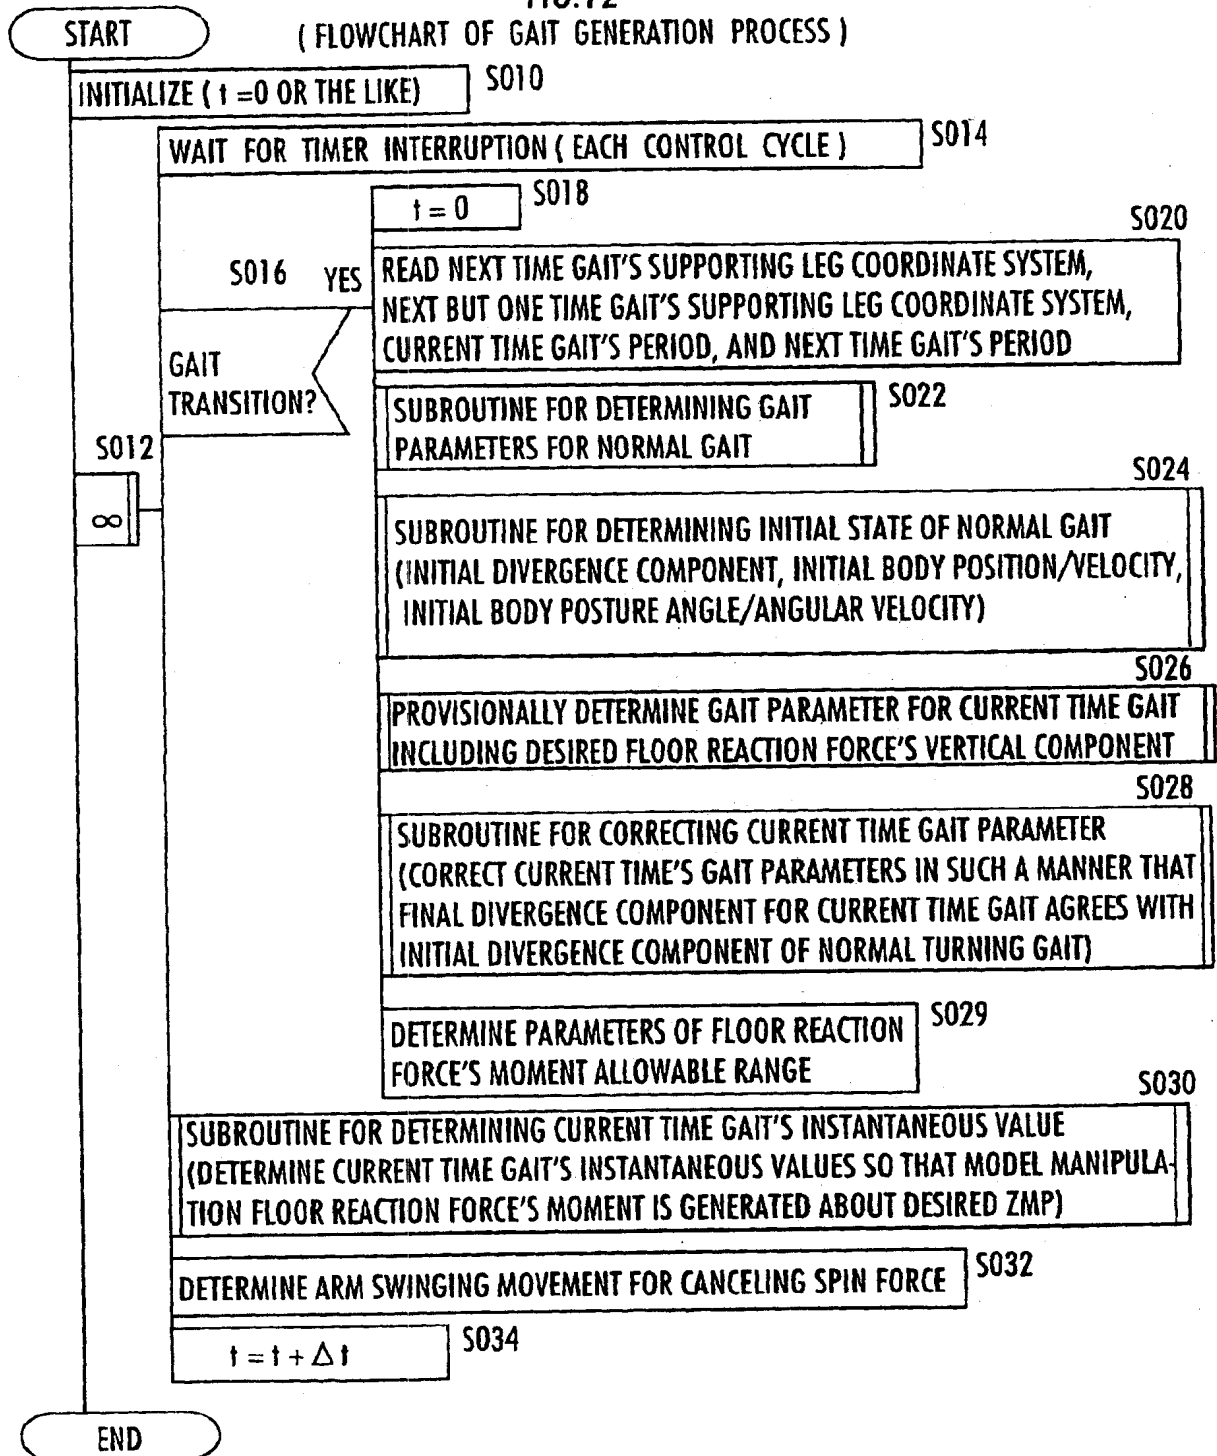 FIG.12
START
( FLOWCHART OF GAIT GENERATION PROCESS )
INITIALIZE ( t =0 OR THE LIKE)
S010
WAIT FOR TIMER INTERRUPTION ( EACH CONTROL CYCLE )
S014
t = 0
S018
S020
S016
YES
READ NEXT TIME GAIT'S SUPPORTING LEG COORDINATE SYSTEM,
NEXT BUT ONE TIME GAIT'S SUPPORTING LEG COORDINATE SYSTEM,
CURRENT TIME GAIT'S PERIOD, AND NEXT TIME GAIT'S PERIOD
GAIT
TRANSITION?
SUBROUTINE FOR DETERMINING GAIT
PARAMETERS FOR NORMAL GAIT
S022
S012
∞
S024
SUBROUTINE FOR DETERMINING INITIAL STATE OF NORMAL GAIT
(INITIAL DIVERGENCE COMPONENT, INITIAL BODY POSITION/VELOCITY,
INITIAL BODY POSTURE ANGLE/ANGULAR VELOCITY)
S026
PROVISIONALLY DETERMINE GAIT PARAMETER FOR CURRENT TIME GAIT
INCLUDING DESIRED FLOOR REACTION FORCE'S VERTICAL COMPONENT
S028
SUBROUTINE FOR CORRECTING CURRENT TIME GAIT PARAMETER
(CORRECT CURRENT TIME'S GAIT PARAMETERS IN SUCH A MANNER THAT
FINAL DIVERGENCE COMPONENT FOR CURRENT TIME GAIT AGREES WITH
INITIAL DIVERGENCE COMPONENT OF NORMAL TURNING GAIT)
DETERMINE PARAMETERS OF FLOOR REACTION
FORCE'S MOMENT ALLOWABLE RANGE
S029
S030
SUBROUTINE FOR DETERMINING CURRENT TIME GAIT'S INSTANTANEOUS VALUE
(DETERMINE CURRENT TIME GAIT'S INSTANTANEOUS VALUES SO THAT MODEL MANIPULA-
TION FLOOR REACTION FORCE'S MOMENT IS GENERATED ABOUT DESIRED ZMP)
DETERMINE ARM SWINGING MOVEMENT FOR CANCELING SPIN FORCE
S032
t = t + Δ t
S034
END